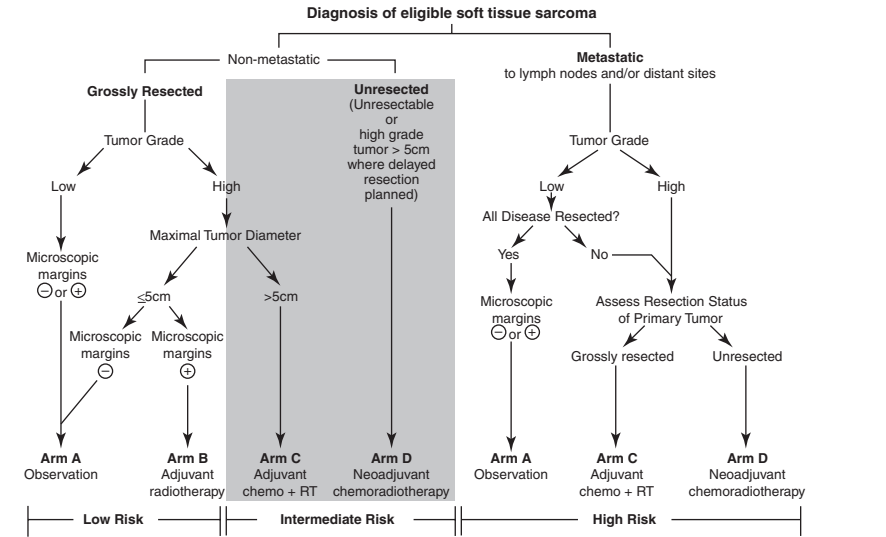 Diagnosis of eligible soft tissue sarcoma
Non-metastatic
Metastatic
to lymph nodes and/or distant sites
Grossly Resected
Unresected
(Unresectable
or
high grade
tumor > 5cm
where delayed
resection
planned)
Tumor Grade
Tumor Grade
Low
High
Low
High
Maximal Tumor Diameter
All Disease Resected?
Microscopic
margins
⊖ or ⊕
≤5cm
>5cm
Yes
No
Microscopic
margins
⊖ or ⊕
Assess Resection Status
of Primary Tumor
Microscopic
margins
⊖
Microscopic
margins
⊕
Grossly resected
Unresected
Arm A
Observation
Arm B
Adjuvant
radiotherapy
Arm C
Adjuvant
chemo + RT
Arm D
Neoadjuvant
chemoradiotherapy
Arm A
Observation
Arm C
Adjuvant
chemo + RT
Arm D
Neoadjuvant
chemoradiotherapy
Low Risk
Intermediate Risk
High Risk